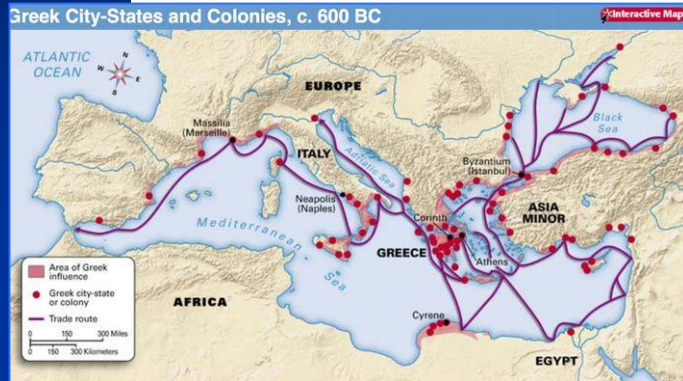 Greek City-States and Colonies, c. 600 BC
Interactive Map
ATLANTIC
OCEAN
N
W
E
S
EUROPE
Massilia
(Marseille)
ITALY
Adriatic Sea
Black
Sea
Byzantium
(Istanbul)
Neapolis
(Naples)
ASIA
MINOR
Corinth
Mediterranean
Sea
GREECE
Athens
Area of Greek
influence
Greek city-state
or colony
Trade route
0 150 300 Miles
0 150 300 Kilometers
AFRICA
Cyrene
EGYPT